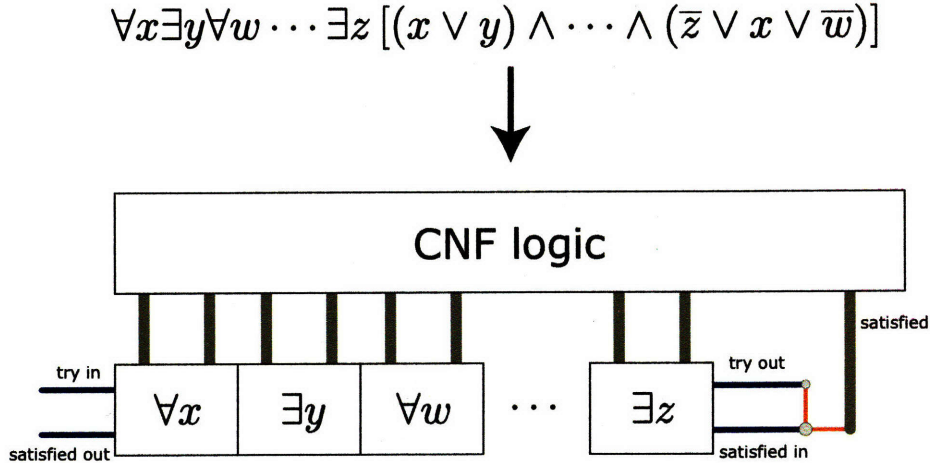 ∀x∃y∀w ⋯ ∃z [(x ∨ y) ∧ ⋯ ∧ (z̅ ∨ x ∨ w̅)]
CNF logic
satisfied
try in
try out
∀x ∃y ∀w ⋯ ∃z
satisfied out
satisfied in